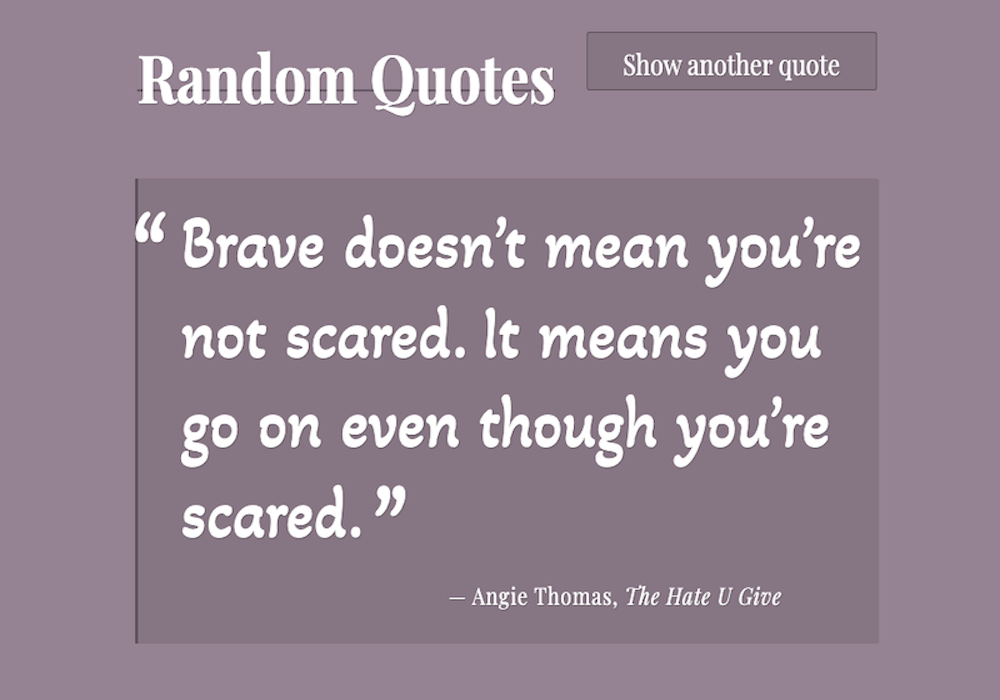 Random Quotes
Show another quote
“ Brave doesn’t mean you’re
not scared. It means you
go on even though you’re
scared. ”
— Angie Thomas, The Hate U Give